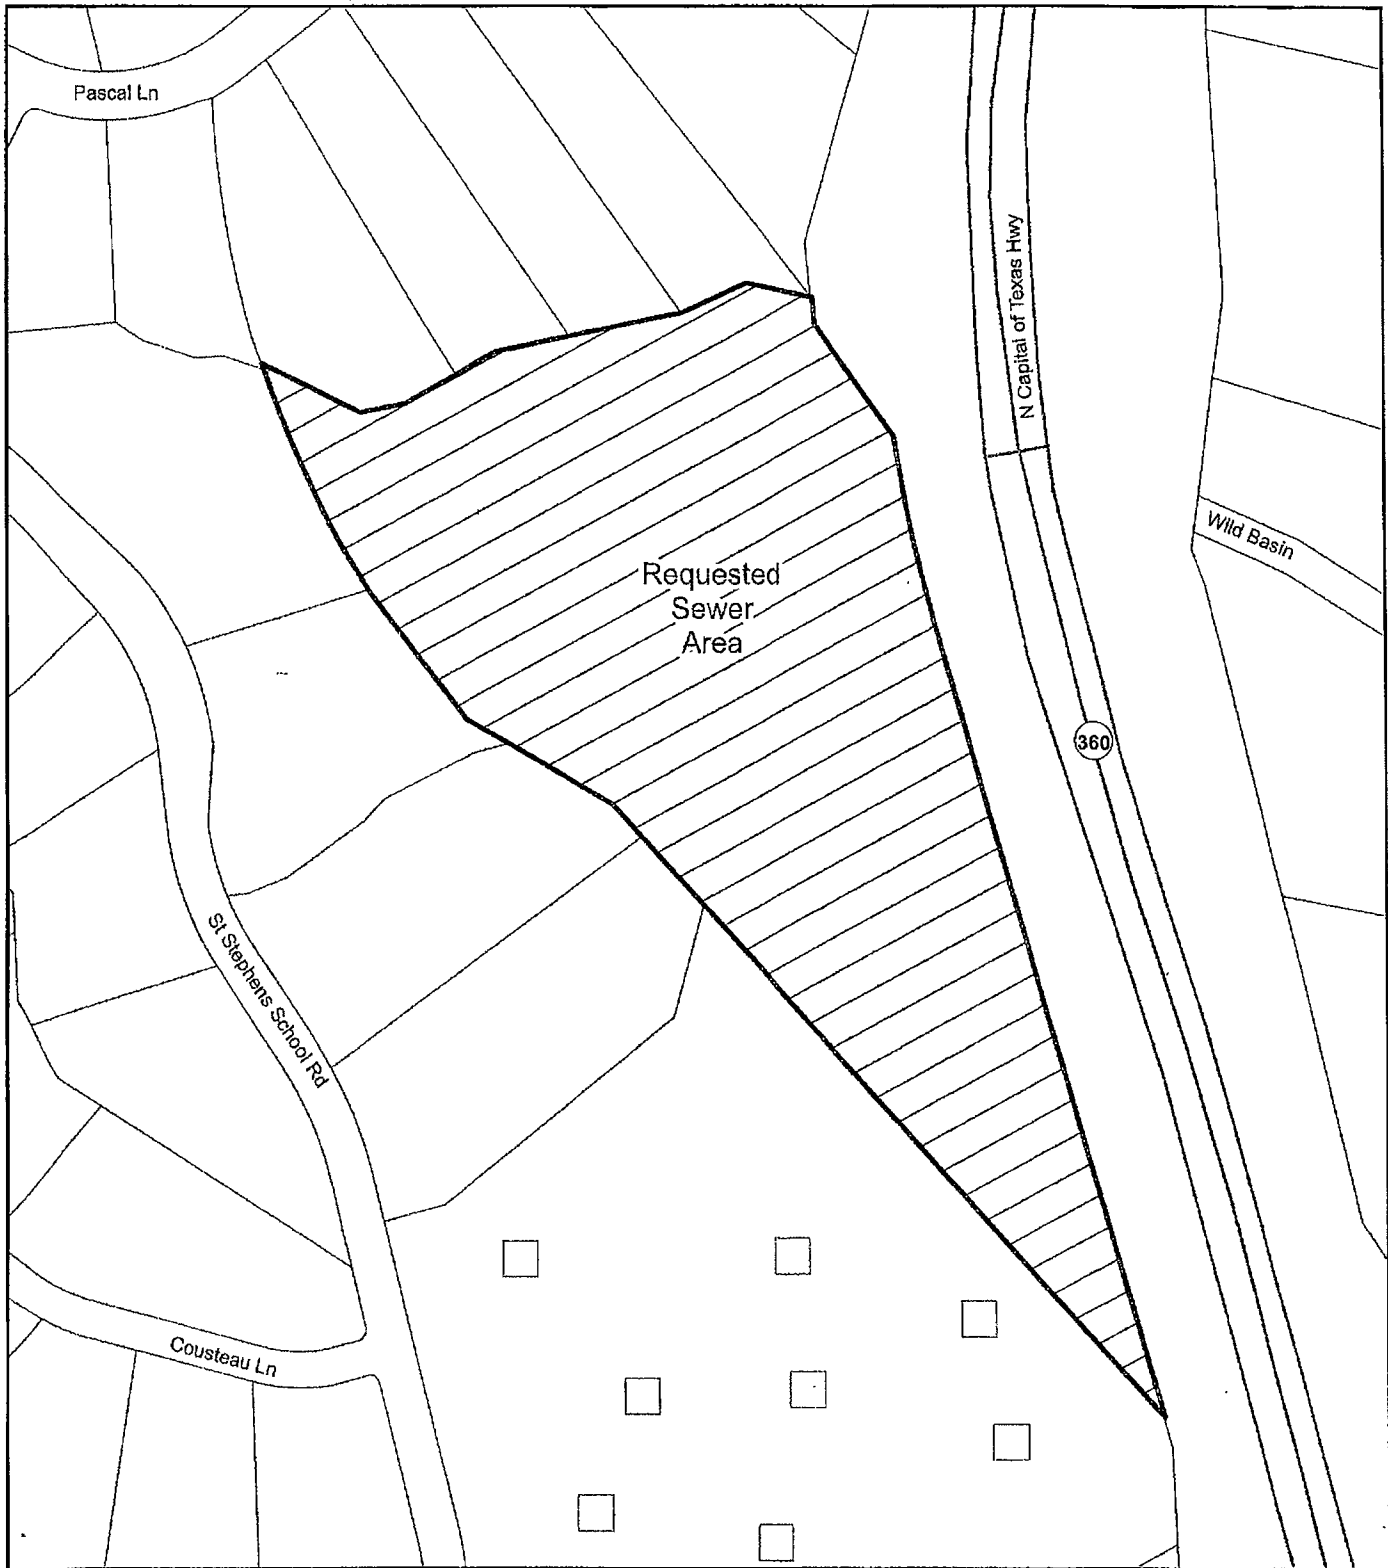 Pascal Ln
N Capital of Texas Hwy
Wild Basin
Requested
Sewer
Area
360
St Stephens School Rd
Cousteau Ln